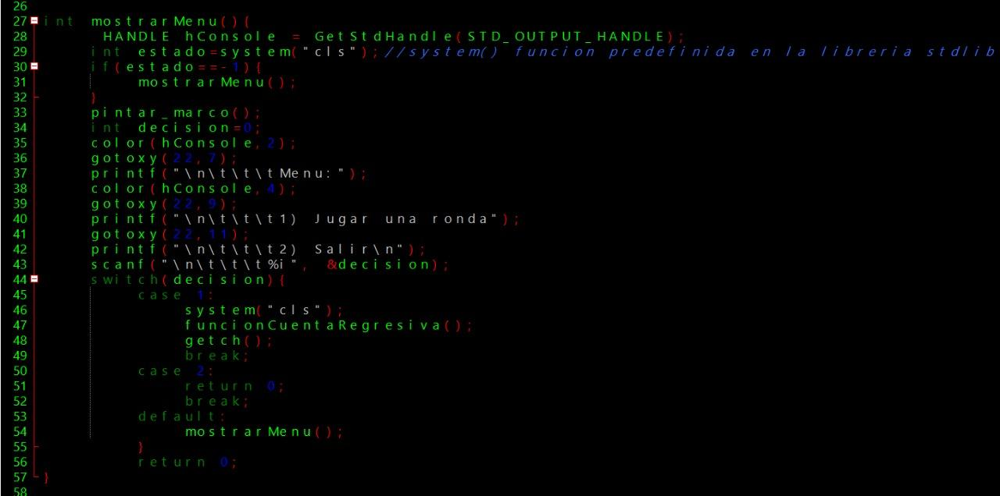 26
27 int mostrarMenu(){
28 HANDLE hConsole = GetStdHandle(STD_OUTPUT_HANDLE);
29 int estado=system("cls");//system() funcion predefinida en la libreria stdlib
30 if(estado==-1){
31 mostrarMenu();
32 }
33 pintar_marco();
34 int decision=0;
35 color(hConsole,2);
36 gotoxy(22,7);
37 printf("\n\t\t\tMenu:");
38 color(hConsole,4);
39 gotoxy(22,9);
40 printf("\n\t\t\t1) Jugar una ronda");
41 gotoxy(22,11);
42 printf("\n\t\t\t2) Salir\n");
43 scanf("\n\t\t\t%i", &decision);
44 switch(decision){
45 case 1:
46 system("cls");
47 funcionCuentaRegresiva();
48 getch();
49 break;
50 case 2:
51 return 0;
52 break;
53 default:
54 mostrarMenu();
55 }
56 return 0;
57 }
58